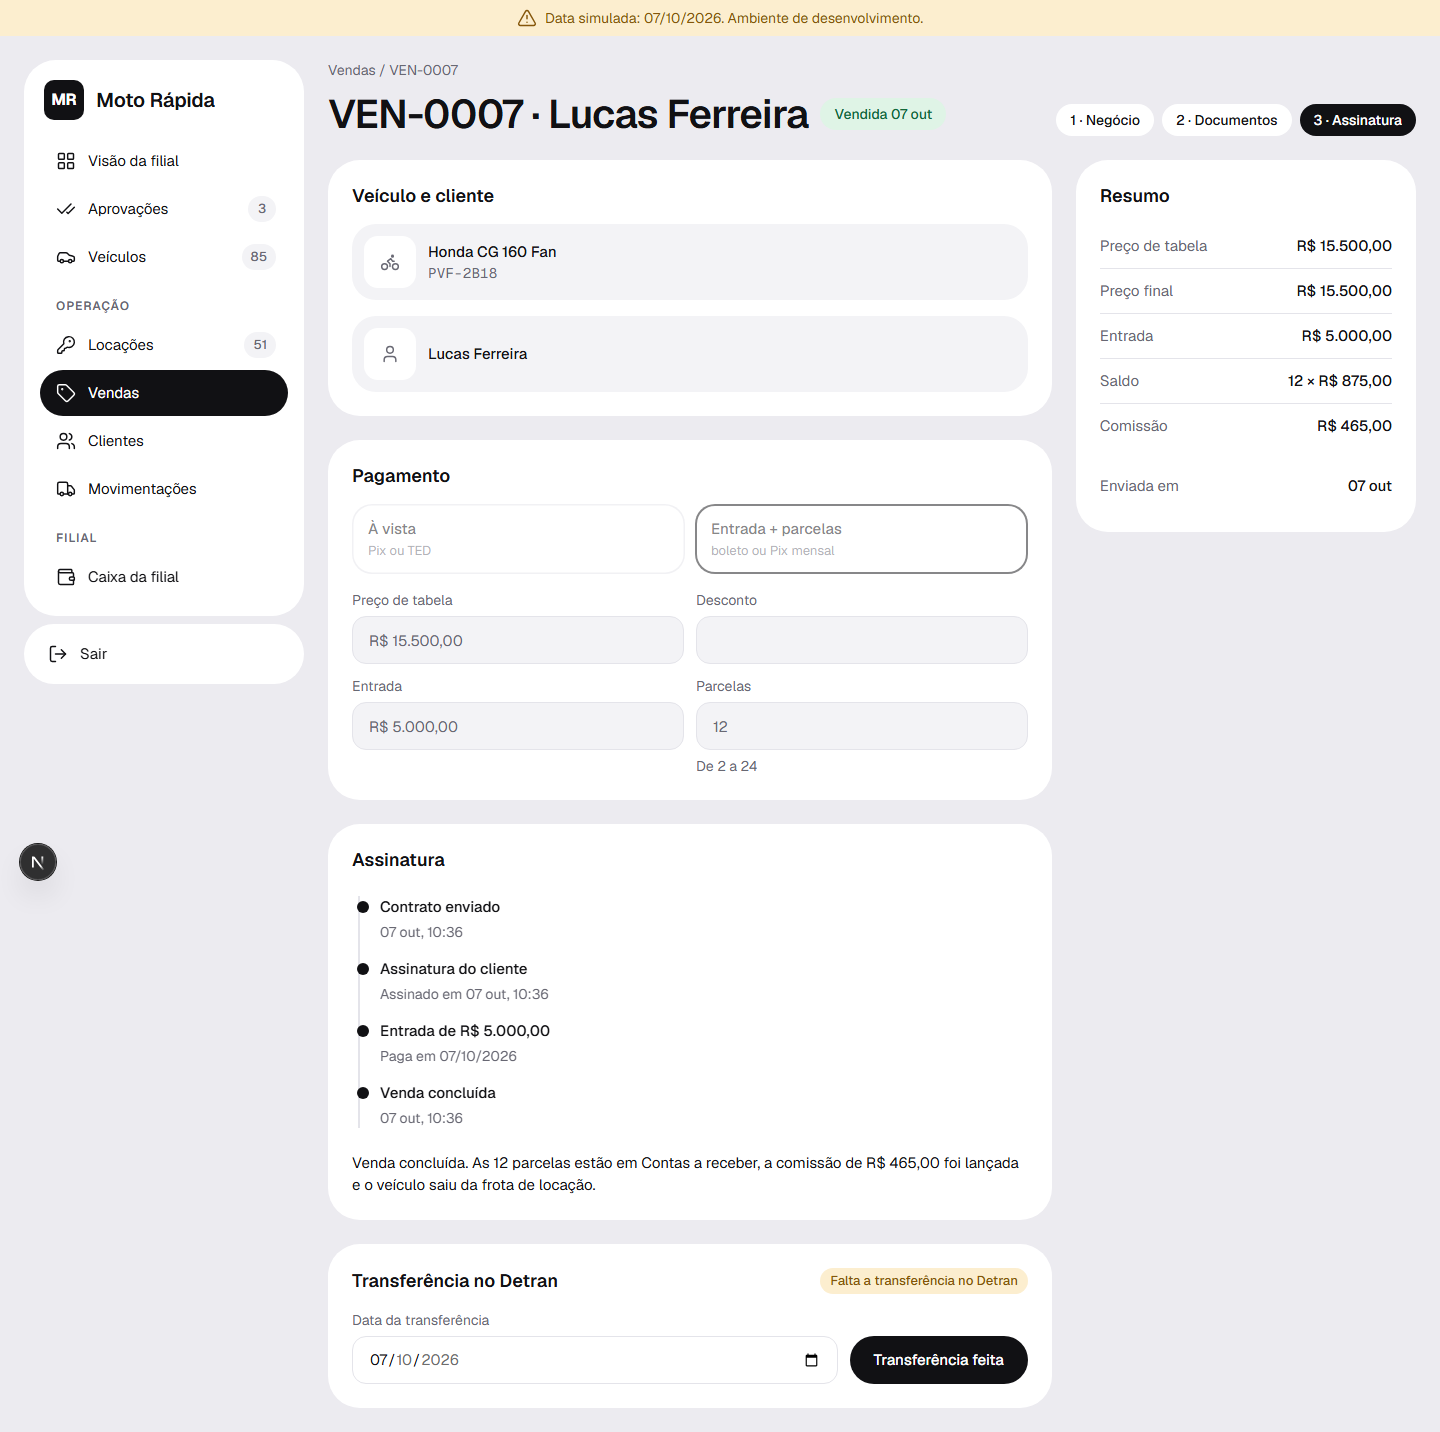 Data simulada: 07/10/2026. Ambiente de desenvolvimento.
MR
Moto Rápida
Visão da filial
Aprovações
3
Veículos
85
OPERAÇÃO
Locações
51
Vendas
Clientes
Movimentações
FILIAL
Caixa da filial
Sair
N
Vendas / VEN-0007
VEN-0007 · Lucas Ferreira
Vendida 07 out
1 · Negócio
2 · Documentos
3 · Assinatura
Veículo e cliente
Honda CG 160 Fan
PVF-2B18
Lucas Ferreira
Pagamento
À vista
Pix ou TED
Entrada + parcelas
boleto ou Pix mensal
Preço de tabela
Desconto
R$ 15.500,00
Entrada
Parcelas
R$ 5.000,00
12
De 2 a 24
Assinatura
Contrato enviado
07 out, 10:36
Assinatura do cliente
Assinado em 07 out, 10:36
Entrada de R$ 5.000,00
Paga em 07/10/2026
Venda concluída
07 out, 10:36
Venda concluída. As 12 parcelas estão em Contas a receber, a comissão de R$ 465,00 foi lançada
e o veículo saiu da frota de locação.
Transferência no Detran
Falta a transferência no Detran
Data da transferência
07/10/2026
Transferência feita
Resumo
Preço de tabela
R$ 15.500,00
Preço final
R$ 15.500,00
Entrada
R$ 5.000,00
Saldo
12 × R$ 875,00
Comissão
R$ 465,00
Enviada em
07 out